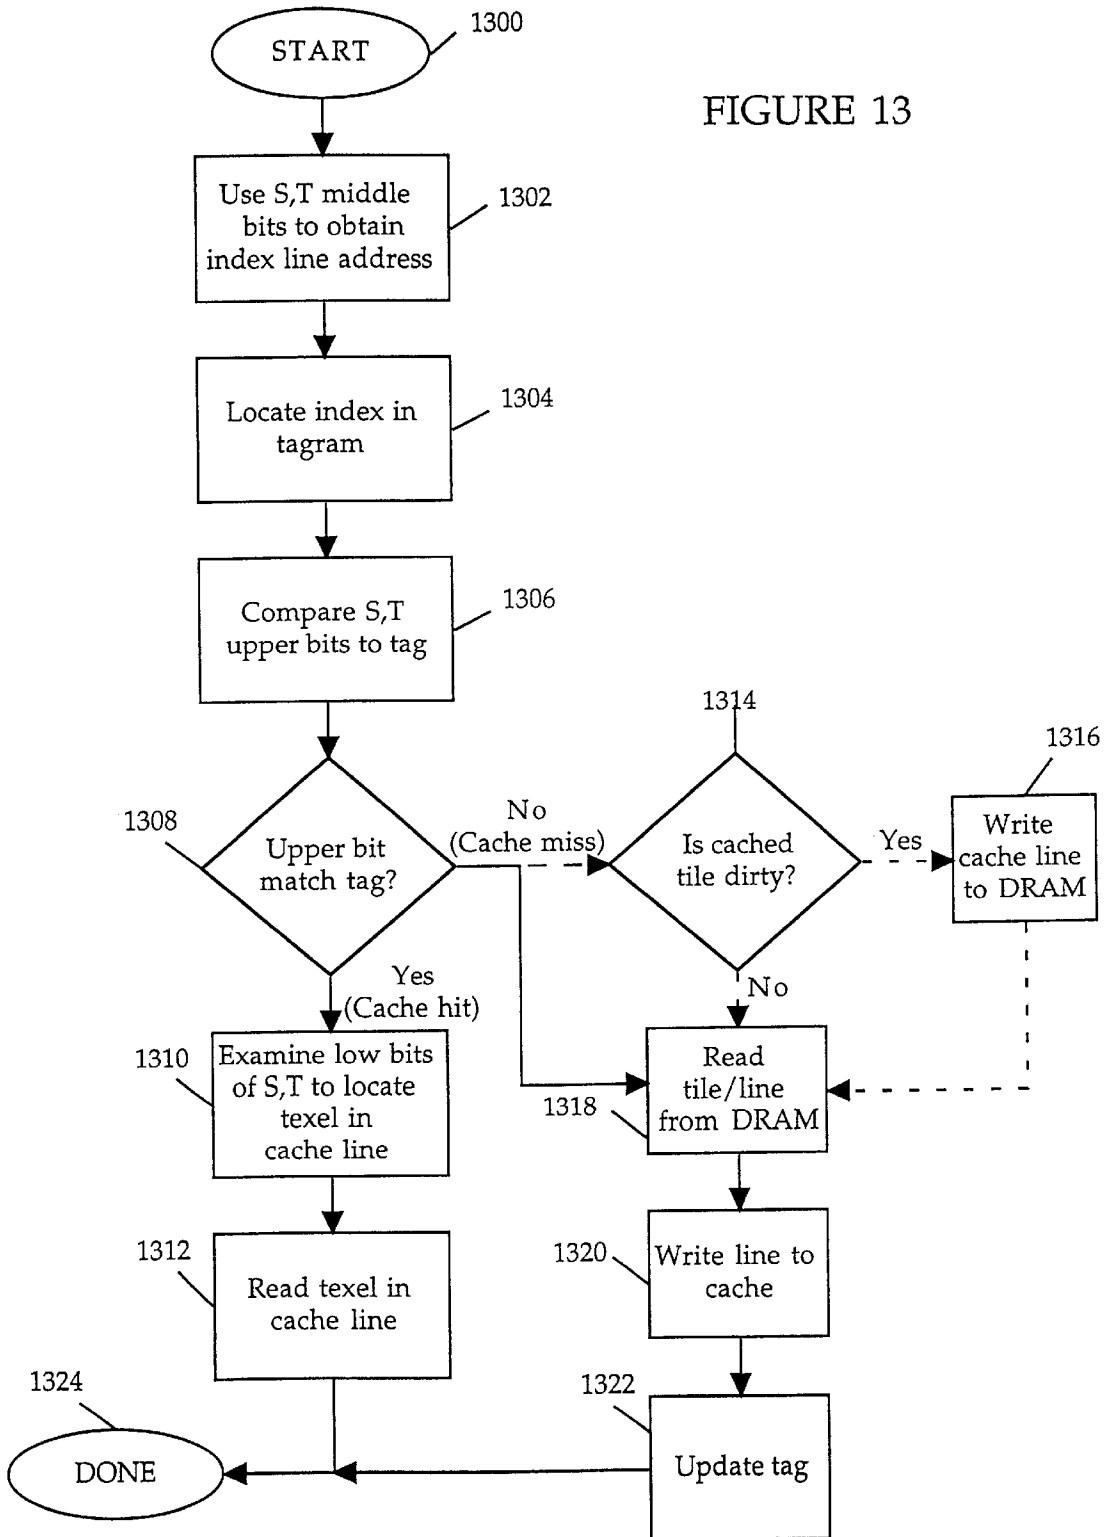 1300
START
FIGURE 13
Use S,T middle
bits to obtain
index line address
1302
Locate index in
tagram
1304
Compare S,T
upper bits to tag
1306
1308
Upper bit
match tag?
No
(Cache miss)
1314
Is cached
tile dirty?
Yes
1316
Write
cache line
to DRAM
Yes
(Cache hit)
No
1310
Examine low bits
of S,T to locate
texel in
cache line
Read
tile/line
from DRAM
1318
1312
Read texel in
cache line
1320
Write line to
cache
1324
DONE
1322
Update tag